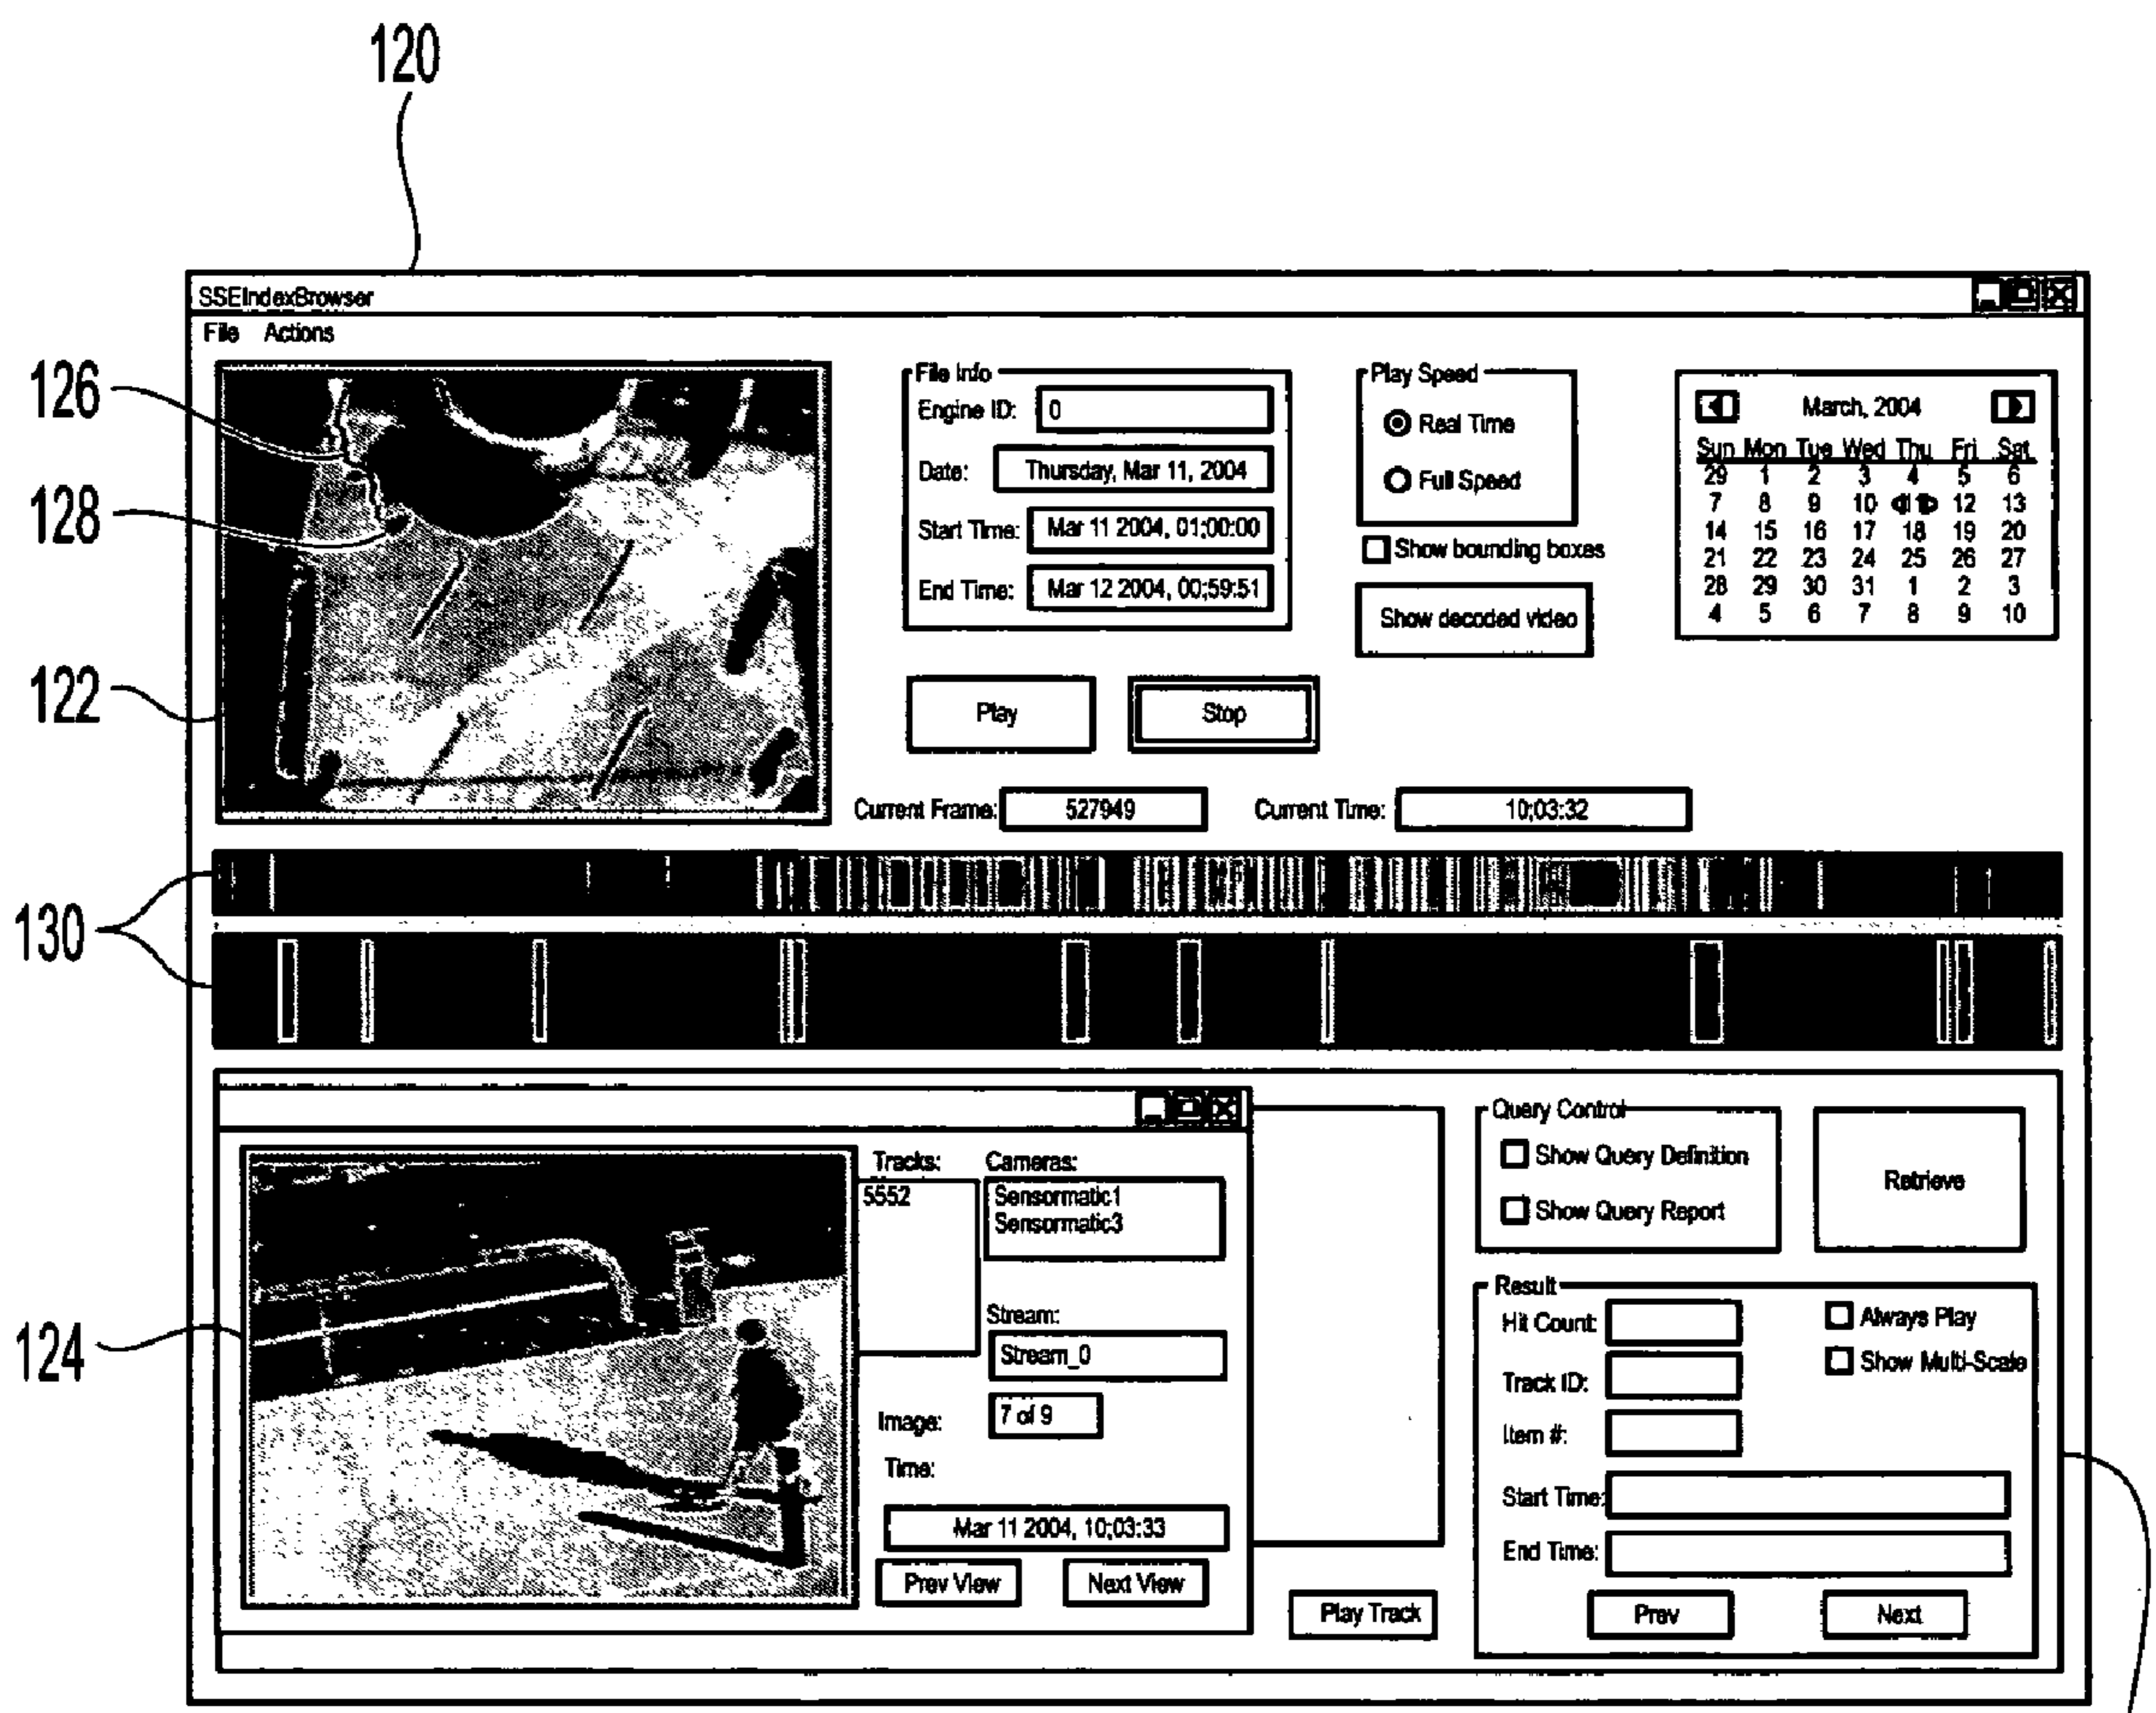 120
SSEIndexBrowser
File Actions
126
128
122
File Info
Engine ID: 0
Date: Thursday, Mar 11, 2004
Start Time: Mar 11 2004, 01;00:00
End Time: Mar 12 2004, 00;59:51
Play Speed
Real Time
Full Speed
Show bounding boxes
Show decoded video
March, 2004
Sun Mon Tue Wed Thu Fri Sat
29 1 2 3 4 5 6
7 8 9 10 11 12 13
14 15 16 17 18 19 20
21 22 23 24 25 26 27
28 29 30 31 1 2 3
4 5 6 7 8 9 10
Play Stop
Current Frame: 527949 Current Time: 10;03:32
130
124
Tracks: Cameras:
5552
Sensormatic1
Sensormatic3
Stream:
Stream_0
Image: 7 of 9
Time:
Mar 11 2004, 10;03:33
Prev View Next View
Play Track
Query Control
Show Query Definition
Show Query Report
Retrieve
Result
Hit Count:
Track ID:
Item #:
Always Play
Show Multi-Scale
Start Time:
End Time:
Prev Next